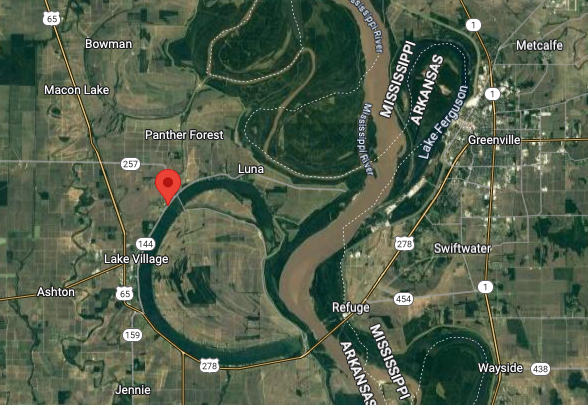 65
Mississippi River
1
Bowman
Metcalfe
MISSISSIPPI
ARKANSAS
Macon Lake
1
Lake Ferguson
Mississippi River
Panther Forest
Greenville
257
Luna
144
278
Swiftwater
Lake Village
Ashton
65
1
454
Refuge
159
MISSISSIPPI
ARKANSAS
278
Wayside
438
Jennie